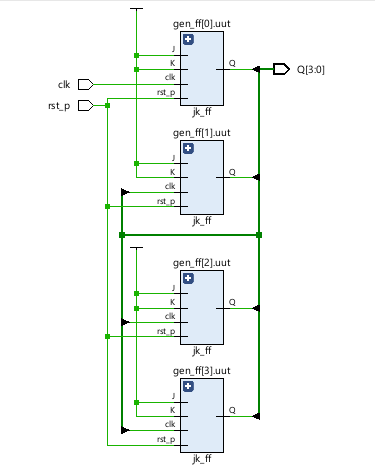 gen_ff[0].uut
J
K
clk
rst_p
Q
jk_ff
clk
rst_p
Q[3:0]
gen_ff[1].uut
J
K
clk
rst_p
Q
jk_ff
gen_ff[2].uut
J
K
clk
rst_p
Q
jk_ff
gen_ff[3].uut
J
K
clk
rst_p
Q
jk_ff